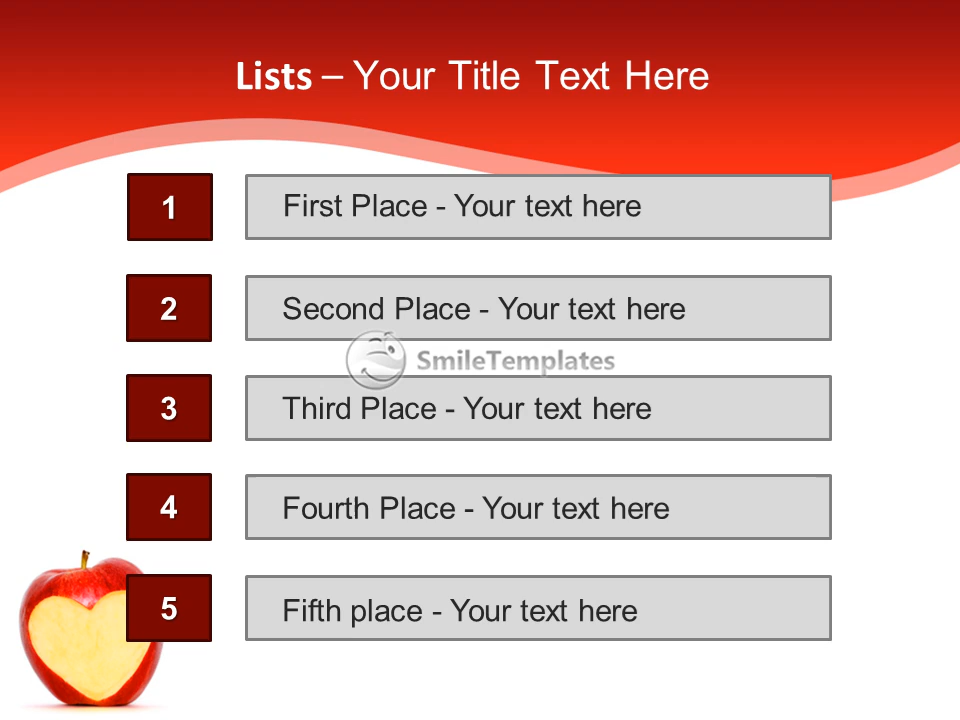 Lists – Your Title Text Here
1 First Place - Your text here
2 Second Place - Your text here
SmileTemplates
3 Third Place - Your text here
4 Fourth Place - Your text here
5 Fifth place - Your text here